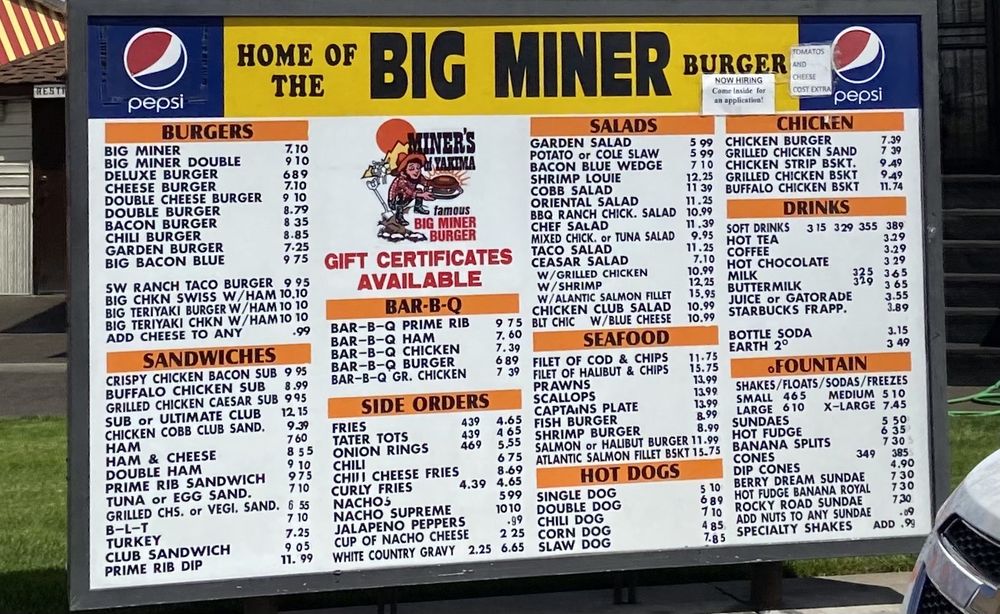 HOME OF THE BIG MINER BURGER
pepsi
pepsi
NOW HIRING
Come inside for
an application!
TOMATOS
AND
CHEESE
COST EXTRA
REST
BURGERS
BIG MINER 7.10
BIG MINER DOUBLE 9 10
DELUXE BURGER 6 89
CHEESE BURGER 7.10
DOUBLE CHEESE BURGER 9 10
DOUBLE BURGER 8.79
BACON BURGER 8 35
CHILI BURGER 8.85
GARDEN BURGER 7.25
BIG BACON BLUE 9 75
SW RANCH TACO BURGER 9 95
BIG CHKN SWISS W/HAM 10.10
BIG TERIYAKI BURGER W/HAM 10 10
BIG TERIYAKI CHKN W/HAM 10 10
ADD CHEESE TO ANY .99
SANDWICHES
CRISPY CHICKEN BACON SUB 9 95
BUFFALO CHICKEN SUB 8.99
GRILLED CHICKEN CAESAR SUB 9 95
SUB or ULTIMATE CLUB 12.15
CHICKEN COBB CLUB SAND. 9.39
HAM 7 60
HAM & CHEESE 8 5 5
DOUBLE HAM 9 10
PRIME RIB SANDWICH 9 75
TUNA or EGG SAND. 7 10
GRILLED CHS. or VEGI. SAND. 6 55
B-L-T 7 10
TURKEY 7.25
CLUB SANDWICH 9 05
PRIME RIB DIP 11.99
MINER'S
of YAKIMA
famous
BIG MINER
BURGER
GIFT CERTIFICATES
AVAILABLE
BAR-B-Q
BAR-B-Q PRIME RIB 9 75
BAR-B-Q HAM 7.60
BAR-B-Q CHICKEN 7.39
BAR-B-Q BURGER 6 89
BAR-B-Q GR. CHICKEN 7 39
SIDE ORDERS
FRIES 439 4.65
TATER TOTS 439 4.65
ONION RINGS 469 5.55
CHILI 6 75
CHILI CHEESE FRIES 8.69
CURLY FRIES 4.39 4.65
NACHOS 5 99
NACHO SUPREME 10 10
JALAPENO PEPPERS .99
CUP OF NACHO CHEESE 2 25
WHITE COUNTRY GRAVY 2.25 6.65
SALADS
GARDEN SALAD 5 99
POTATO or COLE SLAW 5 99
BACON BLUE WEDGE 7 10
SHRIMP LOUIE 12.25
COBB SALAD 11 39
ORIENTAL SALAD 11.25
BBQ RANCH CHICK. SALAD 10.99
CHEF SALAD 11.39
MIXED CHICK. or TUNA SALAD 9.95
TACO SALAD 11.25
CEASAR SALAD 7.10
W/GRILLED CHICKEN 10.99
W/SHRIMP 12.25
W/ALANTIC SALMON FILLET 15.95
CHICKEN CLUB SALAD 10.99
BLT CHIC W/BLUE CHEESE 10.99
SEAFOOD
FILET OF COD & CHIPS 11.75
FILET OF HALIBUT & CHIPS 15.75
PRAWNS 13.99
SCALLOPS 13.99
CAPTAINS PLATE 13.99
FISH BURGER 8.99
SHRIMP BURGER 8.99
SALMON or HALIBUT BURGER 11.99
ATLANTIC SALMON FILLET BSKT 15.75
HOT DOGS
SINGLE DOG 5 10
DOUBLE DOG 6 89
CHILI DOG 7 10
CORN DOG 4 85
SLAW DOG 7.85
CHICKEN
CHICKEN BURGER 7.39
GRILLED CHICKEN SAND 7 39
CHICKEN STRIP BSKT. 9.49
GRILLED CHICKEN BSKT 9.49
BUFFALO CHICKEN BSKT 11.74
DRINKS
SOFT DRINKS 3 15 3 29 3 55 3 89
HOT TEA 3.29
COFFEE 3.29
HOT CHOCOLATE 3 29
MILK 3 25 3 65
BUTTERMILK 3 29 3 65
JUICE or GATORADE 3.55
STARBUCKS FRAPP. 3.89
BOTTLE SODA 3.15
EARTH 2° 3 49
FOUNTAIN
SHAKES/FLOATS/SODAS/FREEZES
SMALL 4 65 MEDIUM 5 10
LARGE 6 10 X-LARGE 7.45
SUNDAES 5 50
HOT FUDGE 6 35
BANANA SPLITS 7 30
CONES 349 385
DIP CONES 4.90
BERRY DREAM SUNDAE 7 30
HOT FUDGE BANANA ROYAL 7 30
ROCKY ROAD SUNDAE 7.30
ADD NUTS TO ANY SUNDAE
SPECIALTY SHAKES ADD .99